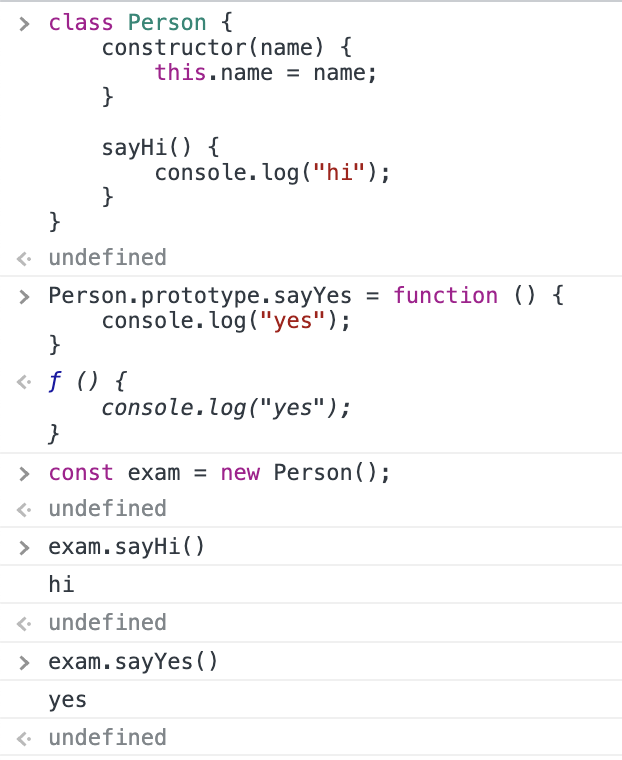 > class Person {
    constructor(name) {
        this.name = name;
    }

    sayHi() {
        console.log("hi");
    }
}
<· undefined
> Person.prototype.sayYes = function () {
    console.log("yes");
}
<· ƒ () {
    console.log("yes");
}
> const exam = new Person();
<· undefined
> exam.sayHi()
hi
<· undefined
> exam.sayYes()
yes
<· undefined